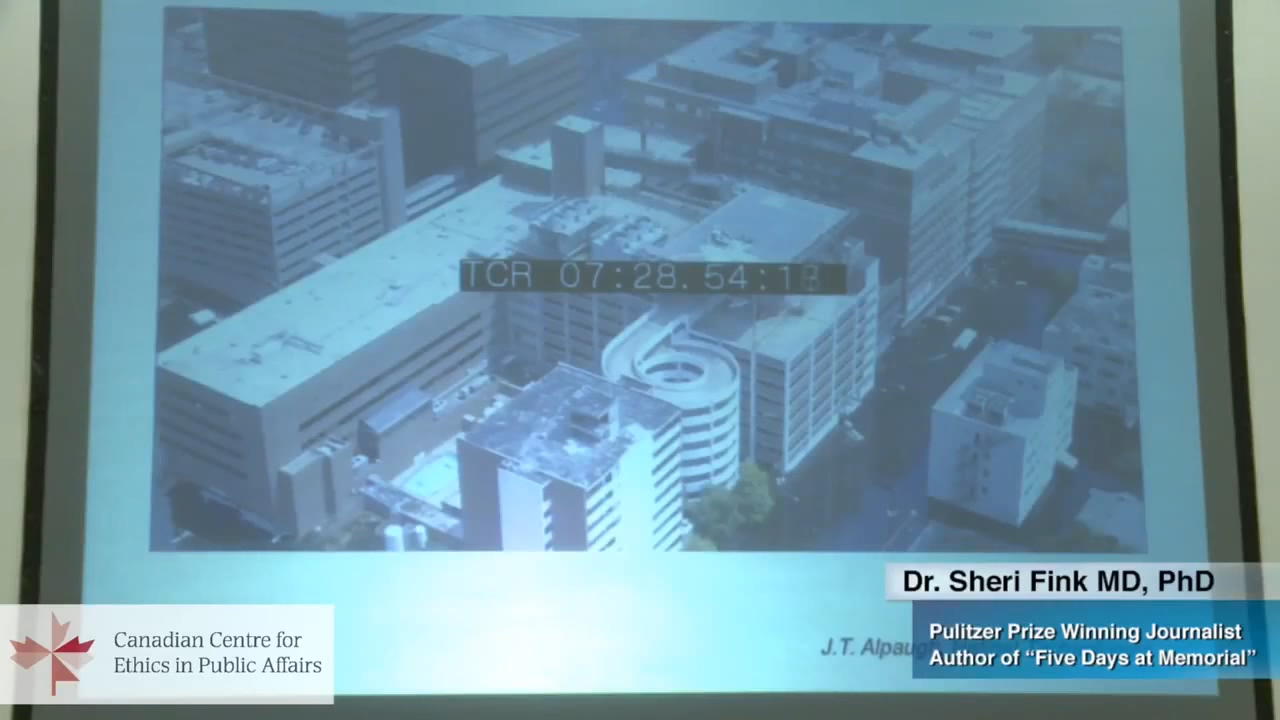 TCR 07:28.54:18
Dr. Sheri Fink MD, PhD
Pulitzer Prize Winning Journalist
Author of “Five Days at Memorial”
J.T.
Canadian Centre for
Ethics in Public Affairs